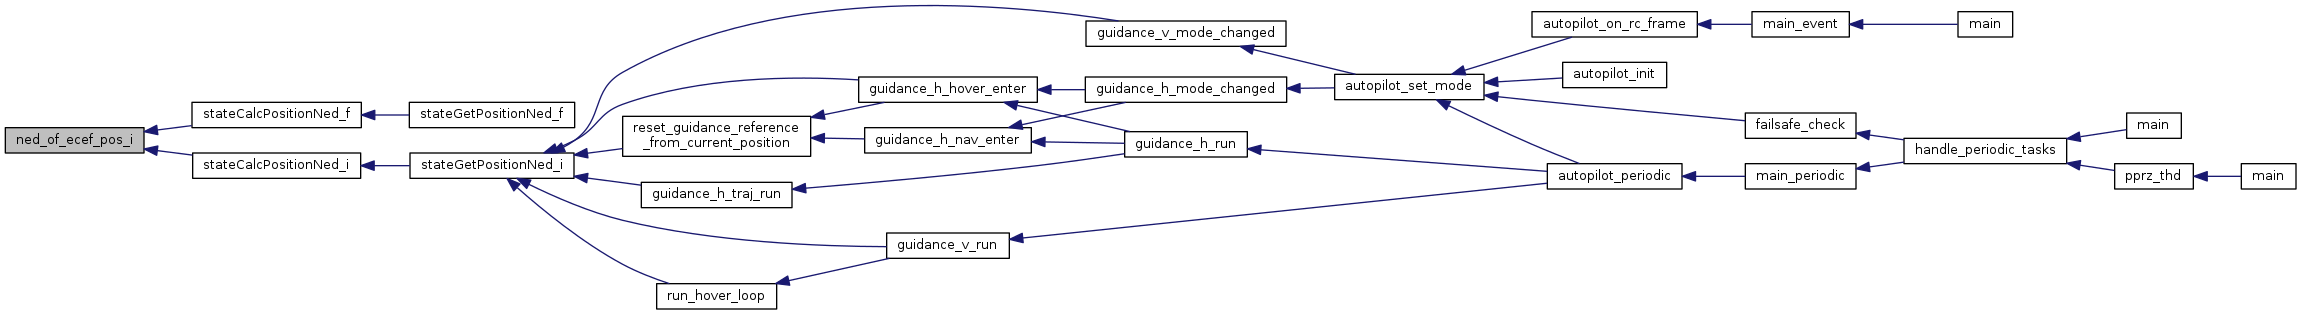 ned_of_ecef_pos_i
stateCalcPositionNed_f
stateGetPositionNed_f
stateCalcPositionNed_i
stateGetPositionNed_i
guidance_v_mode_changed
guidance_h_hover_enter
reset_guidance_reference
_from_current_position
guidance_h_nav_enter
guidance_h_traj_run
guidance_v_run
run_hover_loop
guidance_h_mode_changed
guidance_h_run
autopilot_set_mode
autopilot_on_rc_frame
main_event
main
autopilot_init
failsafe_check
autopilot_periodic
main_periodic
handle_periodic_tasks
main
pprz_thd
main